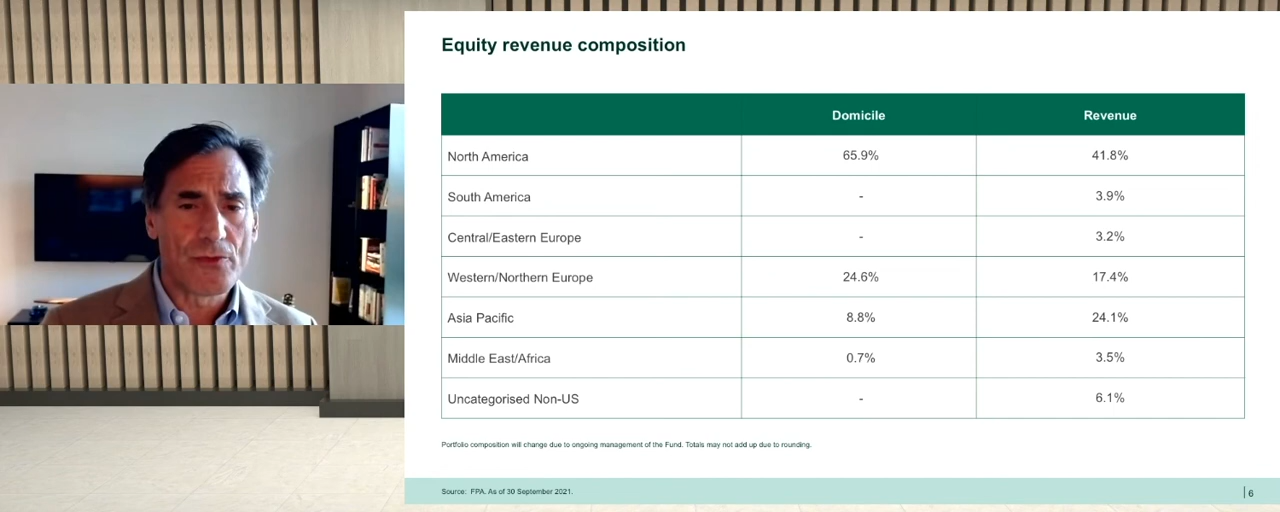 Equity revenue composition
Domicile Revenue
North America 65.9% 41.8%
South America - 3.9%
Central/Eastern Europe - 3.2%
Western/Northern Europe 24.6% 17.4%
Asia Pacific 8.8% 24.1%
Middle East/Africa 0.7% 3.5%
Uncategorised Non-US - 6.1%
Portfolio composition will change due to ongoing management of the Fund. Totals may not add up due to rounding.
Source: FPA. As of 30 September 2021.
6